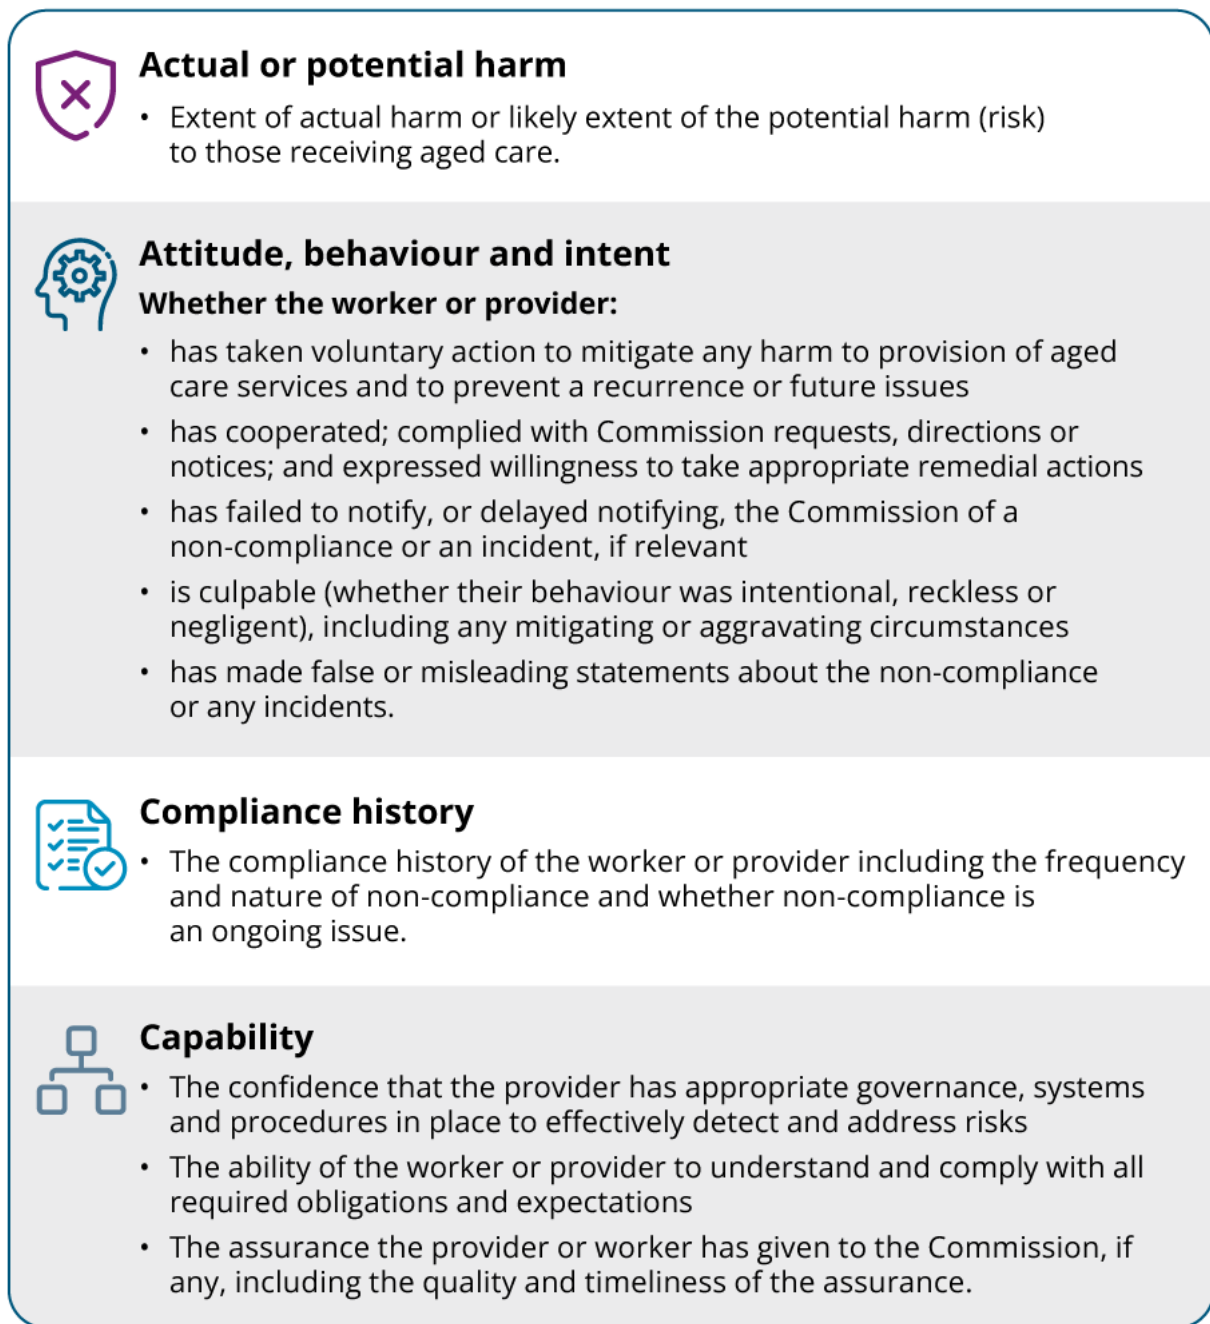 Actual or potential harm
• Extent of actual harm or likely extent of the potential harm (risk)
to those receiving aged care.
Attitude, behaviour and intent
Whether the worker or provider:
• has taken voluntary action to mitigate any harm to provision of aged
care services and to prevent a recurrence or future issues
• has cooperated; complied with Commission requests, directions or
notices; and expressed willingness to take appropriate remedial actions
• has failed to notify, or delayed notifying, the Commission of a
non-compliance or an incident, if relevant
• is culpable (whether their behaviour was intentional, reckless or
negligent), including any mitigating or aggravating circumstances
• has made false or misleading statements about the non-compliance
or any incidents.
Compliance history
• The compliance history of the worker or provider including the frequency
and nature of non-compliance and whether non-compliance is
an ongoing issue.
Capability
• The confidence that the provider has appropriate governance, systems
and procedures in place to effectively detect and address risks
• The ability of the worker or provider to understand and comply with all
required obligations and expectations
• The assurance the provider or worker has given to the Commission, if
any, including the quality and timeliness of the assurance.